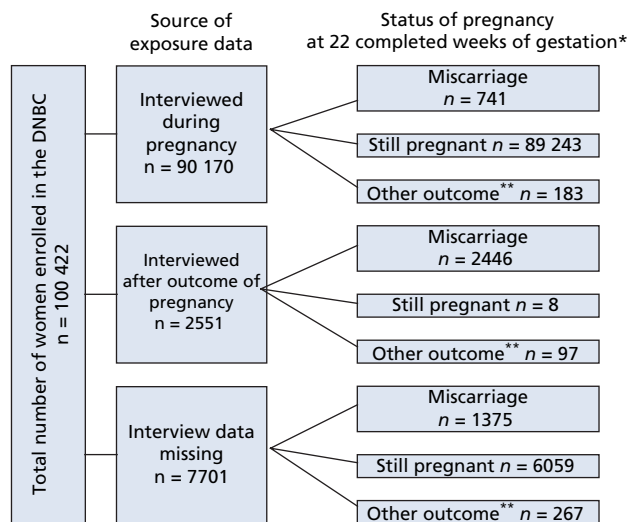 Source of
exposure data
Status of pregnancy
at 22 completed weeks of gestation*
Total number of women enrolled in the DNBC
n = 100 422
Interviewed
during
pregnancy
n = 90 170
Miscarriage
n = 741
Still pregnant n = 89 243
Other outcome** n = 183
Interviewed
after outcome of
pregnancy
n = 2551
Miscarriage
n = 2446
Still pregnant n = 8
Other outcome** n = 97
Interview data
missing
n = 7701
Miscarriage
n = 1375
Still pregnant n = 6059
Other outcome** n = 267